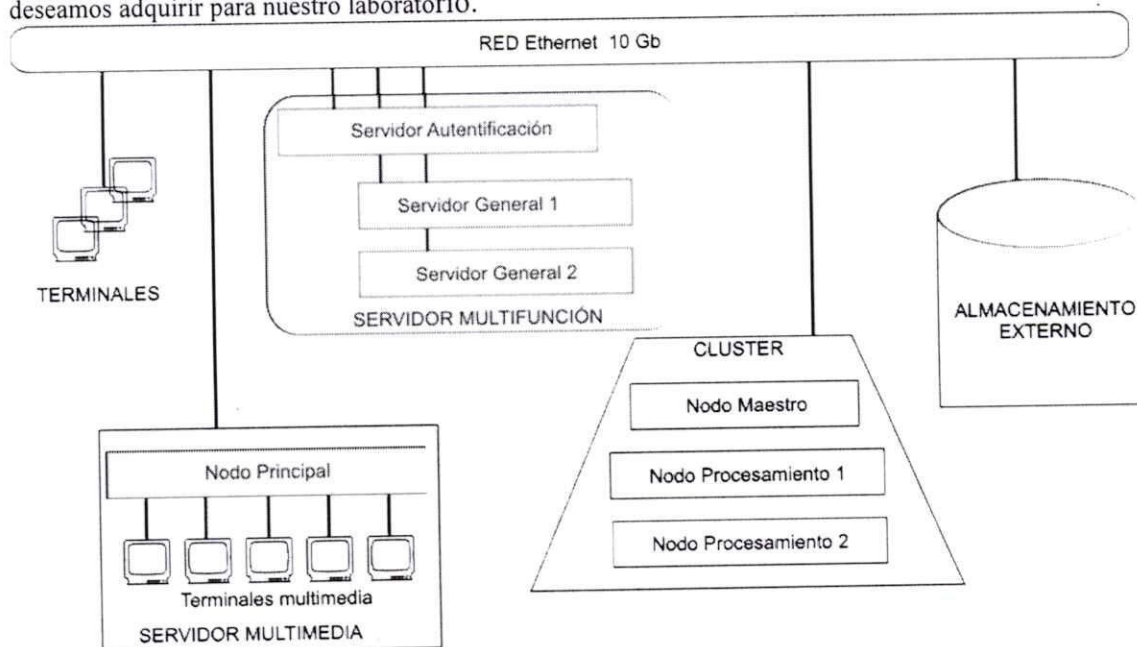 deseamos adquirir para nuestro laboratorio.
RED Ethernet 10 Gb
Servidor Autentificación
Servidor General 1
Servidor General 2
SERVIDOR MULTIFUNCIÓN
TERMINALES
ALMACENAMIENTO
EXTERNO
CLUSTER
Nodo Maestro
Nodo Procesamiento 1
Nodo Procesamiento 2
Nodo Principal
Terminales multimedia
SERVIDOR MULTIMEDIA